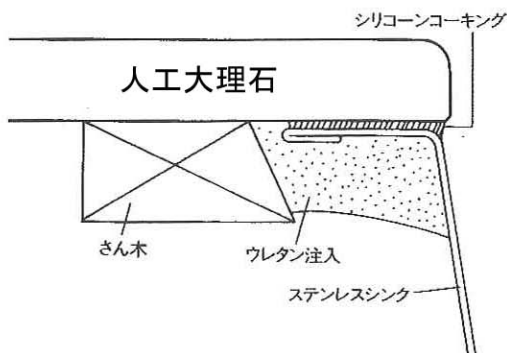 シリコーンコーキング
人工大理石
さん木
ウレタン注入
ステンレスシンク